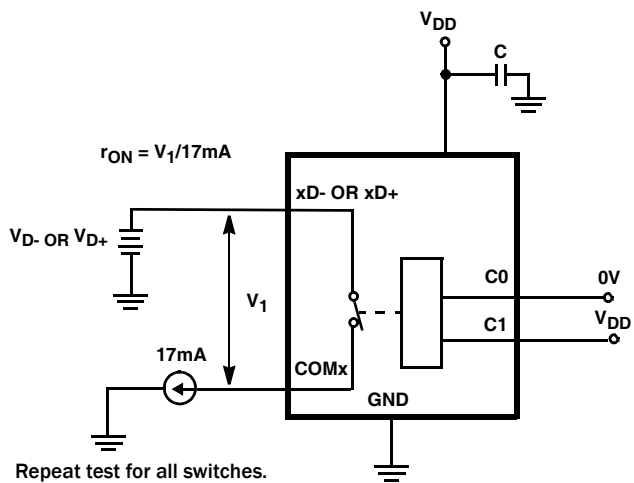 VDD
C
rON = V1/17mA
xD- OR xD+
VD- OR VD+
V1
C0
0V
C1
VDD
17mA
COMx
GND
Repeat test for all switches.